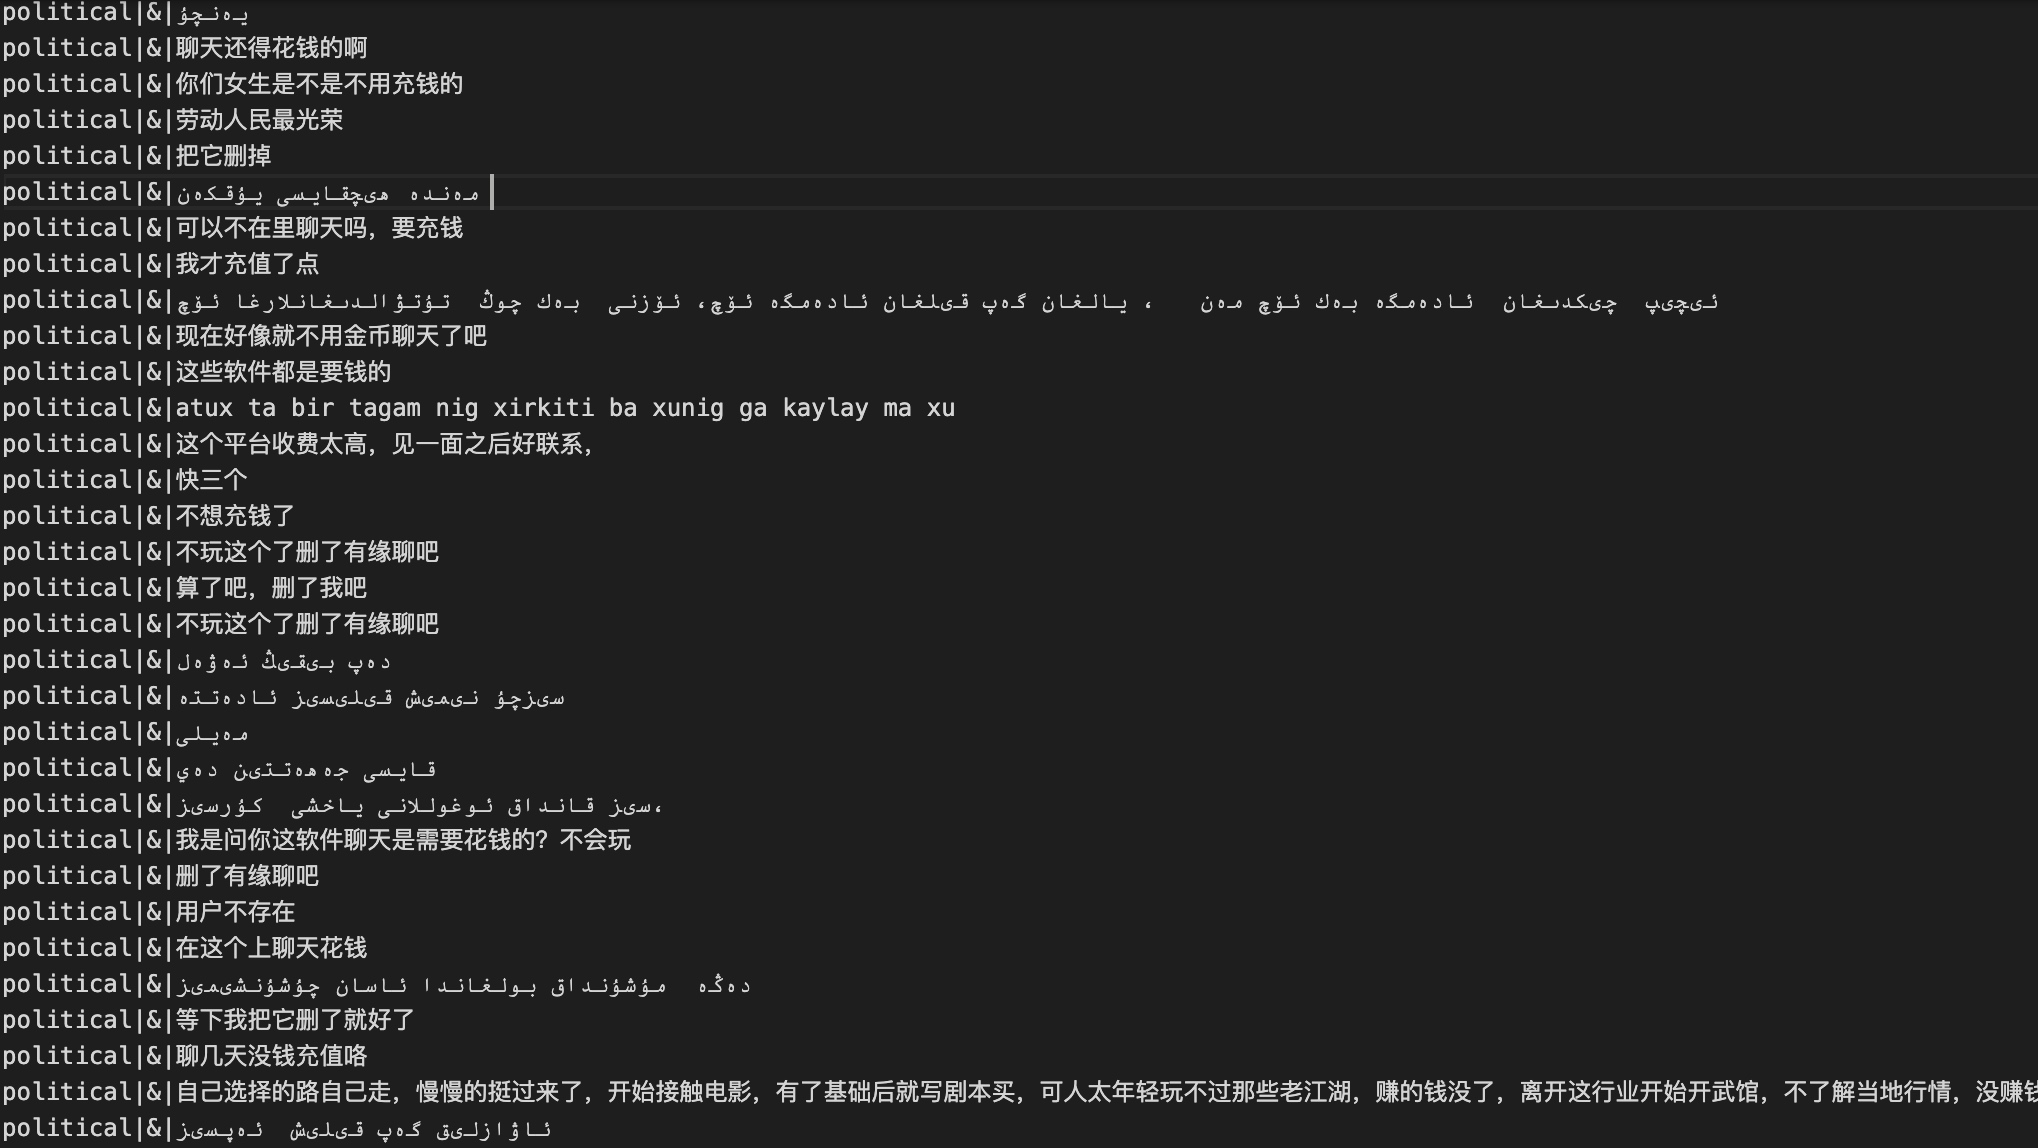 political|&|يەنچۇ
political|&|聊天还得花钱的啊
political|&|你们女生是不是不用充钱的
political|&|劳动人民最光荣
political|&|把它删掉
political|&|مەندە ھىچقايسى يۇقكەن
political|&|可以不在里聊天吗，要充钱
political|&|我才充值了点
political|&|ئىچىپ چىكدىغان ئادەمگە بەك ئۆچ مەن ، يالغان گەپ قىلغان ئادەمگە ئۆچ، ئۆزنى بەك چوڭ تۇتۋالدىغانلارغا ئۆچ
political|&|现在好像就不用金币聊天了吧
political|&|这些软件都是要钱的
political|&|atux ta bir tagam nig xirkiti ba xunig ga kaylay ma xu
political|&|这个平台收费太高，见一面之后好联系，
political|&|快三个
political|&|不想充钱了
political|&|不玩这个了删了有缘聊吧
political|&|算了吧，删了我吧
political|&|不玩这个了删了有缘聊吧
political|&|دەپ بىقىڭ ئەۋەل
political|&|سىزچۇ نىمىش قىلىسىز ئادەتتە
political|&|مەيلى
political|&|قايسى جەھەتتىن دەي
political|&|،سىز قانداق ئوغۇللانى ياخشى كۇرسىز
political|&|我是问你这软件聊天是需要花钱的？不会玩
political|&|删了有缘聊吧
political|&|用户不存在
political|&|在这个上聊天花钱
political|&|دەڭە مۇشۇنداق بولغاندا ئاسان چۇشۇنشىمىز
political|&|等下我把它删了就好了
political|&|聊几天没钱充值咯
political|&|自己选择的路自己走，慢慢的挺过来了，开始接触电影，有了基础后就写剧本买，可人太年轻玩不过那些老江湖，赚的钱没了，离开这行业开始开武馆，不了解当地行情，没赚钱
political|&|ئاۋازلىق گەپ قىلىش ئەپسىز